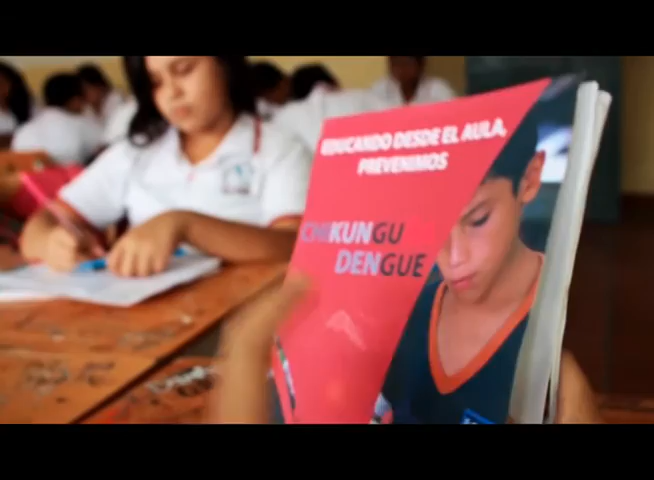 EDUCANDO DESDE EL AULA,
PREVENIMOS
CHIKUNGU
DENGUE